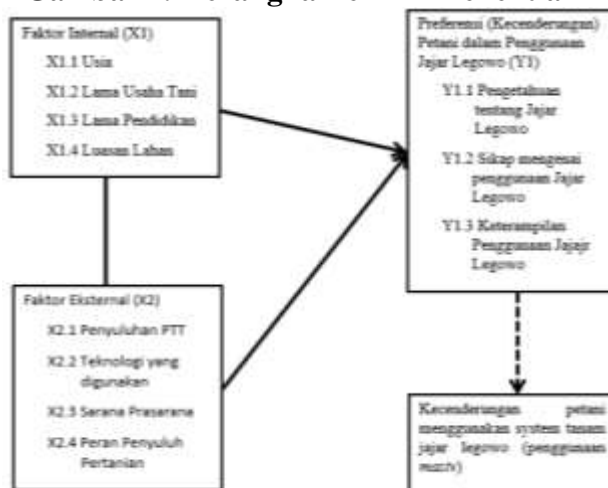 Faktor Internal (X1)
X1.1 Usia
X1.2 Lama Usaha Tani
X1.3 Lama Pendidikan
X1.4 Luasan Lahan
Faktor Eksternal (X2)
X2.1 Penyuluhan PTT
X2.2 Teknologi yang
digunakan
X2.3 Sarana Prasarana
X2.4 Peran Penyuluh
Pertanian
Preferensi (Kecenderungan)
Petani dalam Penggunaan
Jajar Legowo (Y1)
Y1.1 Pengetahuan
tentang Jajar
Legowo
Y1.2 Sikap mengenai
penggunaan Jajar
Legowo
Y1.3 Keterampilan
Penggunaan Jajajr
Legowo
Kecenderungan petani
menggunakan system tanam
jajar legowo (penggunaan